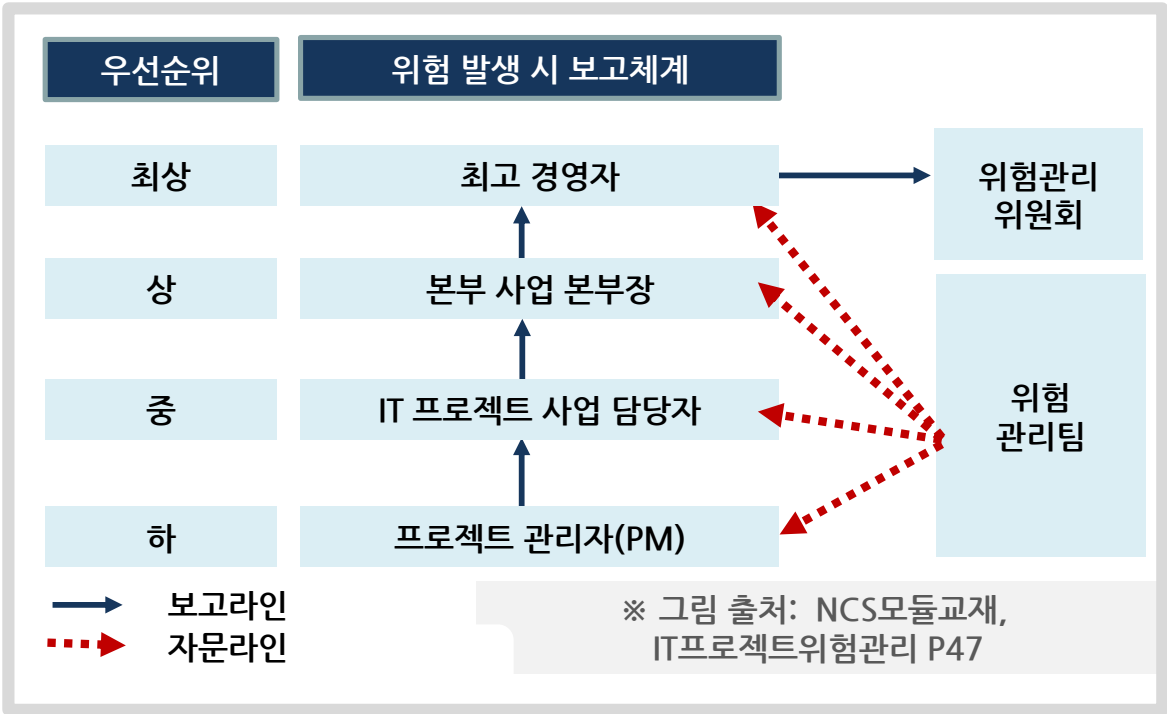 우선순위
위험 발생 시 보고체계
최상
최고 경영자
위험관리
위원회
상
본부 사업 본부장
중
IT 프로젝트 사업 담당자
위험
관리팀
하
프로젝트 관리자(PM)
보고라인
자문라인
※ 그림 출처: NCS모듈교재,
IT프로젝트위험관리 P47